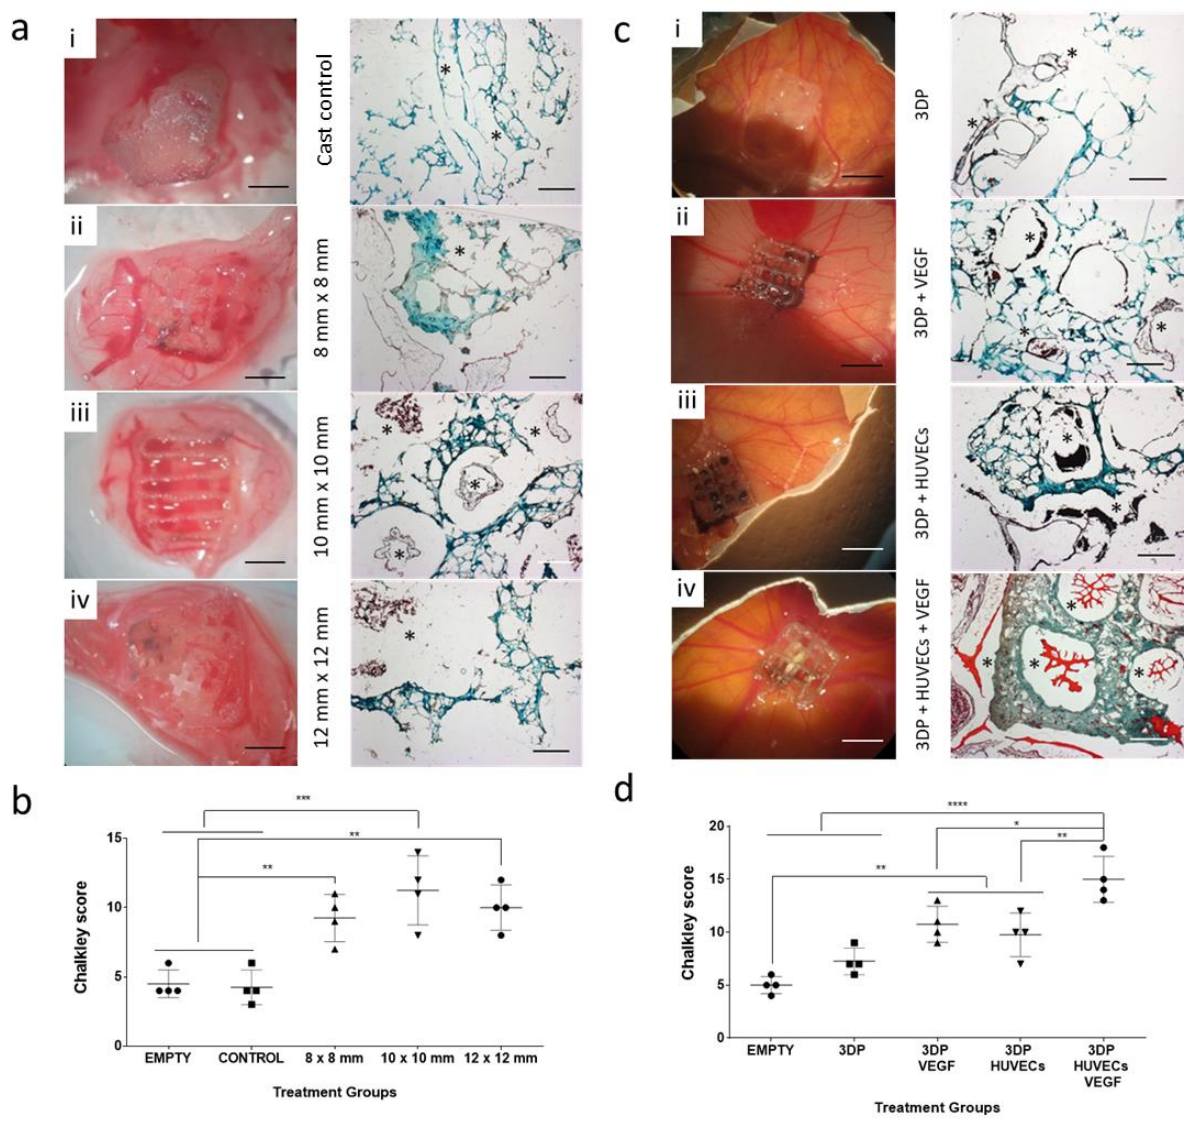 a
i
Cast control
ii
8 mm x 8 mm
iii
10 mm x 10 mm
iv
12 mm x 12 mm
*
*
*
*
*
*
*
*
b
***
**
**
15
10
5
0
Chalkley score
EMPTY
CONTROL
8 x 8 mm
10 x 10 mm
12 x 12 mm
Treatment Groups
c
i
3DP
ii
3DP + VEGF
iii
3DP + HUVECs
iv
3DP + HUVECs + VEGF
*
*
*
*
*
*
*
*
*
*
*
d
****
*
**
**
20
15
10
5
0
Chalkley score
EMPTY
3DP
3DP
VEGF
3DP
HUVECs
3DP
HUVECs
VEGF
Treatment Groups